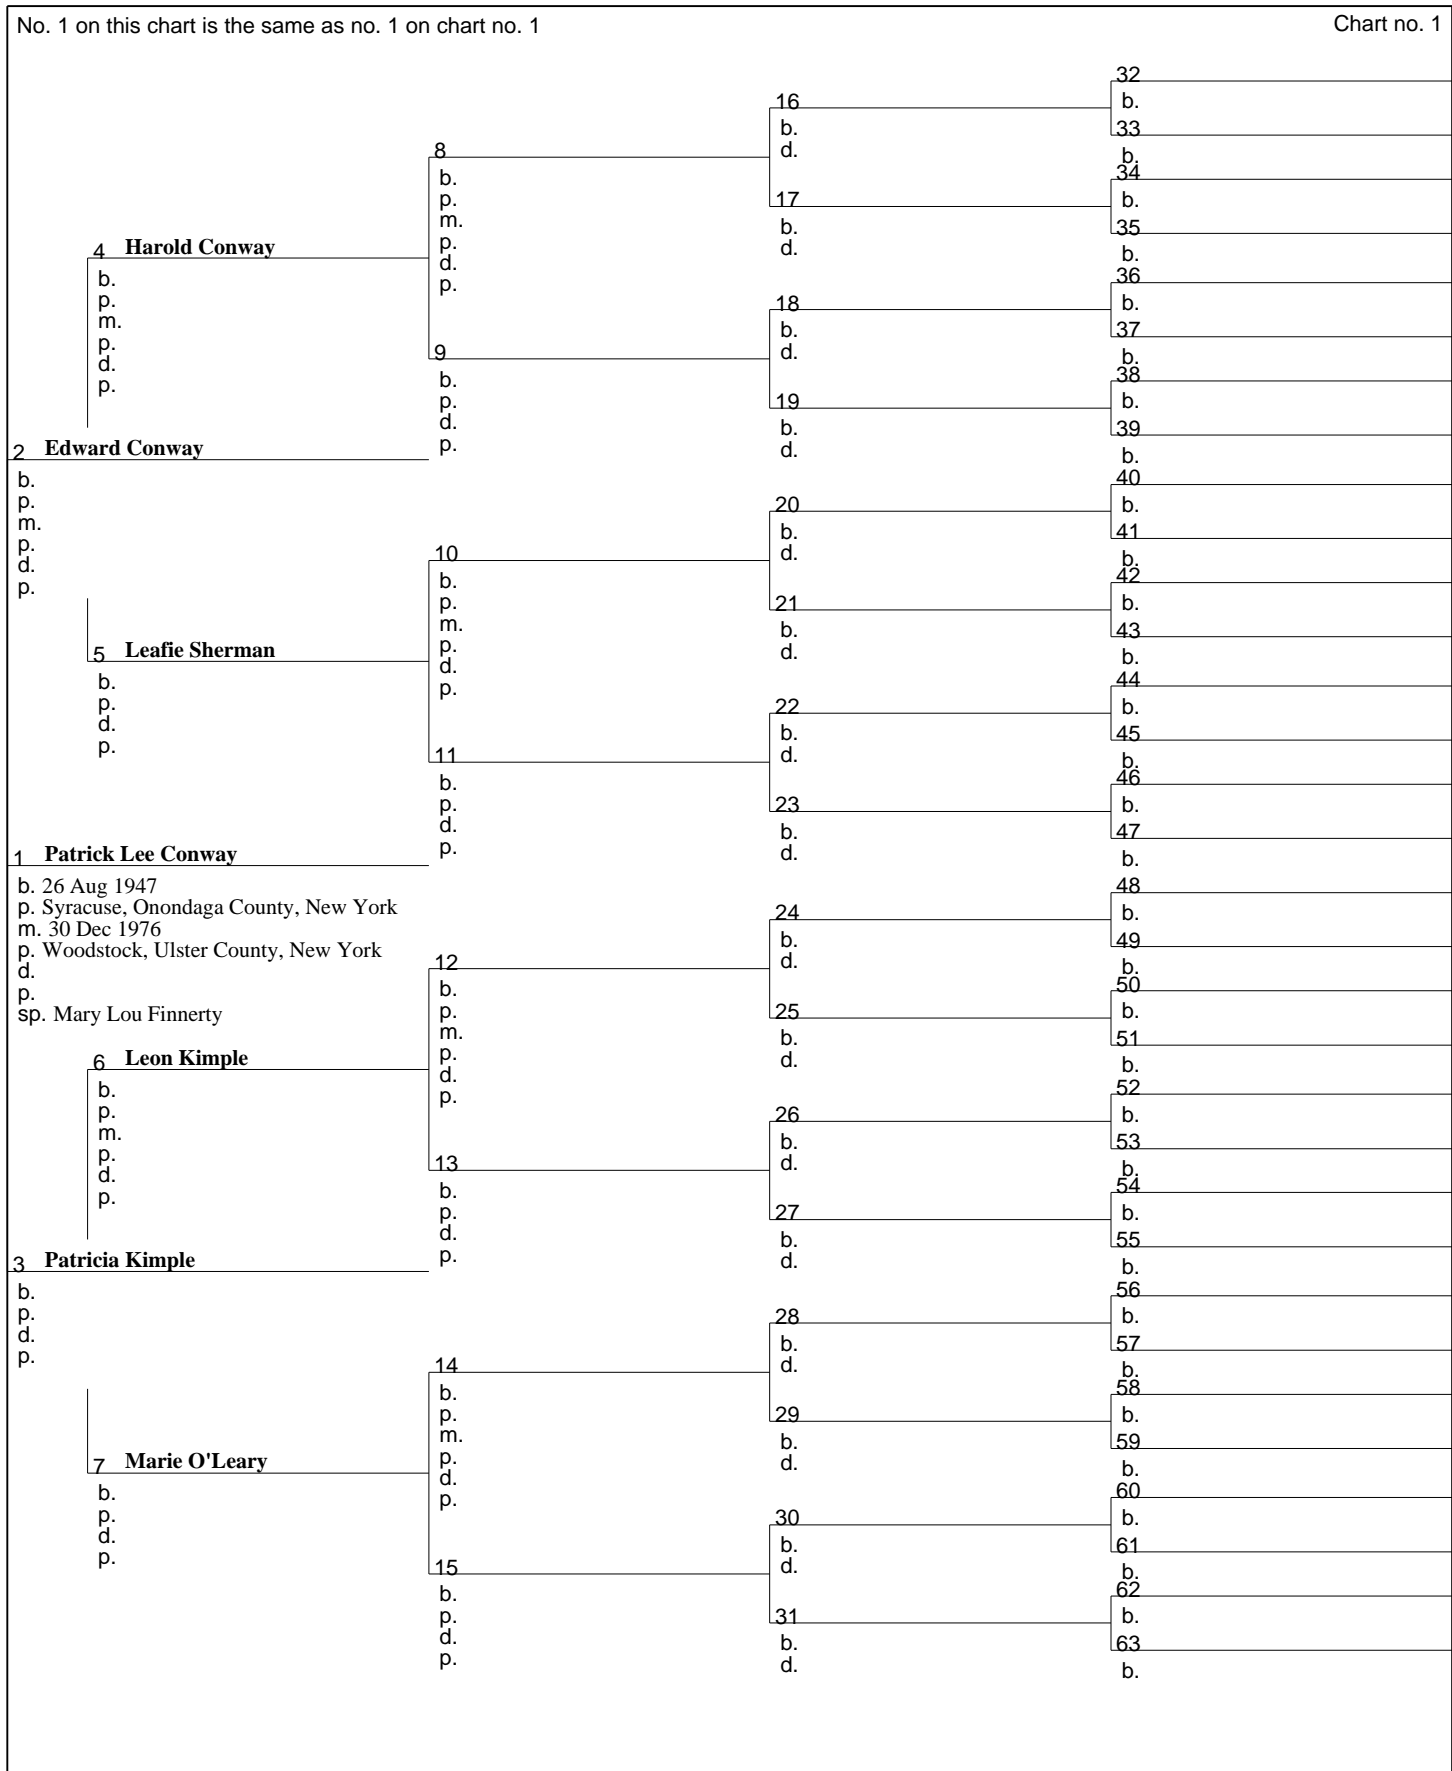 No. 1 on this chart is the same as no. 1 on chart no. 1
Chart no. 1
4 Harold Conway
b.
p.
m.
p.
d.
p.
2 Edward Conway
b.
p.
m.
p.
d.
p.
5 Leafie Sherman
b.
p.
d.
p.
1 Patrick Lee Conway
b. 26 Aug 1947
p. Syracuse, Onondaga County, New York
m. 30 Dec 1976
p. Woodstock, Ulster County, New York
d.
p.
sp. Mary Lou Finnerty
6 Leon Kimple
b.
p.
m.
p.
d.
p.
3 Patricia Kimple
b.
p.
d.
p.
7 Marie O'Leary
b.
p.
d.
p.
8
b.
p.
m.
p.
d.
p.
9
b.
p.
d.
p.
10
b.
p.
m.
p.
d.
p.
11
b.
p.
d.
p.
12
b.
p.
m.
p.
d.
p.
13
b.
p.
d.
p.
14
b.
p.
m.
p.
d.
p.
15
b.
p.
d.
p.
16
b.
d.
17
b.
d.
18
b.
d.
19
b.
d.
20
b.
d.
21
b.
d.
22
b.
d.
23
b.
d.
24
b.
d.
25
b.
d.
26
b.
d.
27
b.
d.
28
b.
d.
29
b.
d.
30
b.
d.
31
b.
d.
32
b.
33
b.
34
b.
35
b.
36
b.
37
b.
38
b.
39
b.
40
b.
41
b.
42
b.
43
b.
44
b.
45
b.
46
b.
47
b.
48
b.
49
b.
50
b.
51
b.
52
b.
53
b.
54
b.
55
b.
56
b.
57
b.
58
b.
59
b.
60
b.
61
b.
62
b.
63
b.